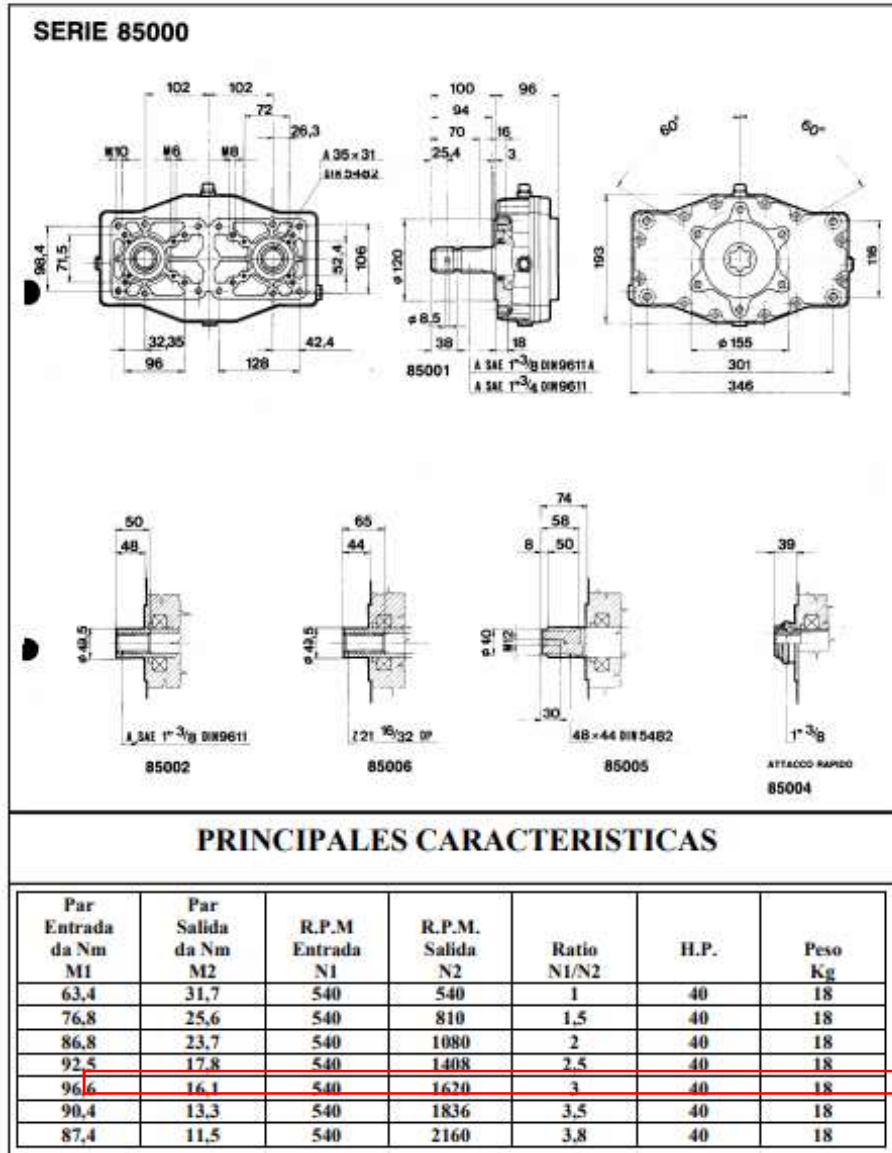 SERIE 85000
102 102
100 96
72
94
26,3
70 16
60° 60°
25,4 3
M10 M6 M8
A 35×31
DIN 5482
98,4
71,5
52,4
106
ϕ120
193
116
ϕ 8,5
32,35 42,4
38 18
ϕ 155
96 128
85001
A SAE 1"3/8 DIN9611A
301
A SAE 1"3/4 DIN9611
346
74
50 65 58
48 44 8 50 39
ϕ 49,5 ϕ 49,5 ϕ 40 M12
30
A SAE 1" 3/8 DIN9611
Z21 16/32 DP
48×44 DIN5482
1" 3/8
85002 85006 85005
ATTACCO RAPIDO
85004
PRINCIPALES CARACTERISTICAS
Par Entrada da Nm M1 Par Salida da Nm M2 R.P.M Entrada N1 R.P.M. Salida N2 Ratio N1/N2 H.P. Peso Kg
63,4 31,7 540 540 1 40 18
76,8 25,6 540 810 1,5 40 18
86,8 23,7 540 1080 2 40 18
92,5 17,8 540 1408 2,5 40 18
96,6 16,1 540 1620 3 40 18
90,4 13,3 540 1836 3,5 40 18
87,4 11,5 540 2160 3,8 40 18